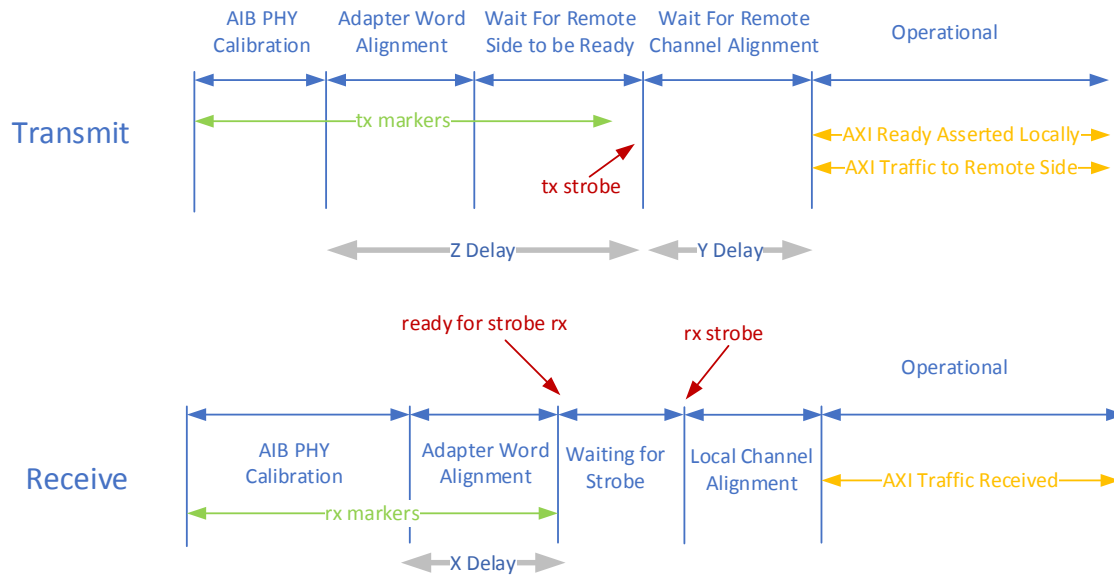 AIB PHY
Calibration
Adapter Word
Alignment
Wait For Remote
Side to be Ready
Wait For Remote
Channel Alignment
Operational
Transmit
tx markers
tx strobe
AXI Ready Asserted Locally
AXI Traffic to Remote Side
Z Delay
Y Delay
ready for strobe rx
rx strobe
Operational
Receive
AIB PHY
Calibration
Adapter Word
Alignment
Waiting for
Strobe
Local Channel
Alignment
AXI Traffic Received
rx markers
X Delay